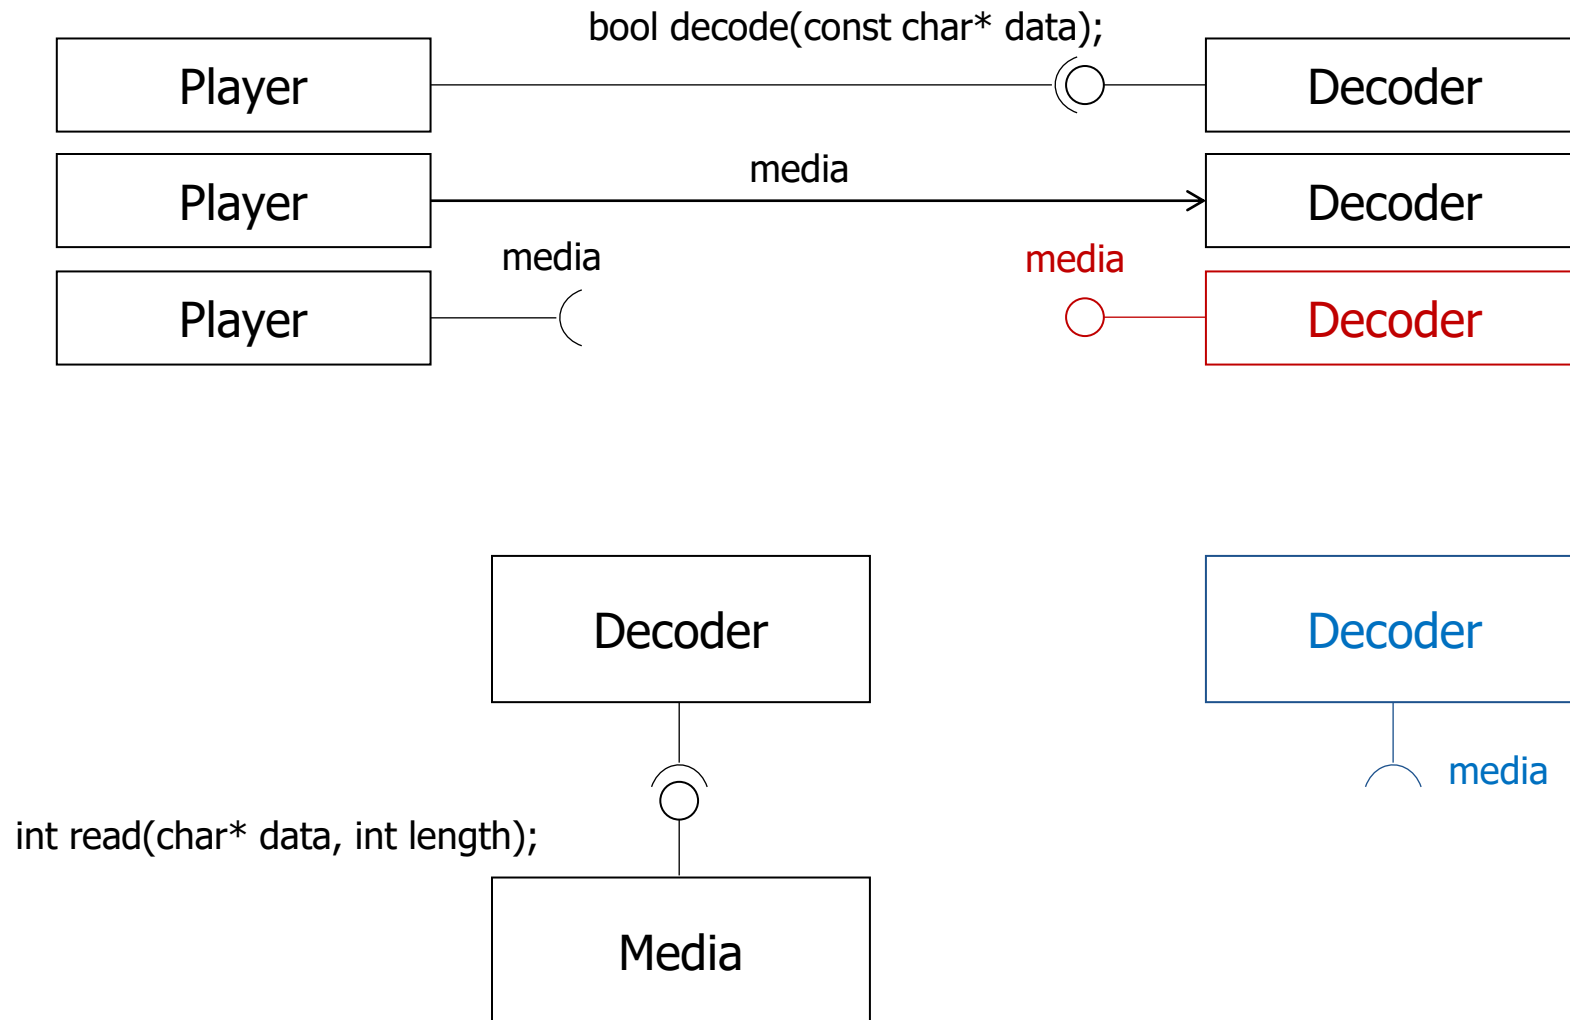 bool decode(const char* data);
Player
Decoder
media
Player
Decoder
media
media
Player
Decoder
Decoder
Decoder
media
int read(char* data, int length);
Media